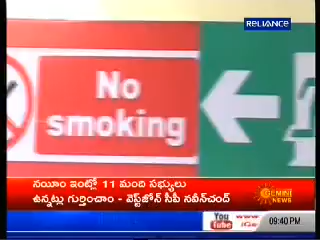 RELIANCE
No
smoking
నయీం ఇంట్లో 11 మంది సభ్యులు
ఉన్నట్లు గుర్తించాం - వెస్ట్‌జోన్ సీపీ నవీన్‌చంద్
GEMINI
NEWS
You Tube
09:40 PM